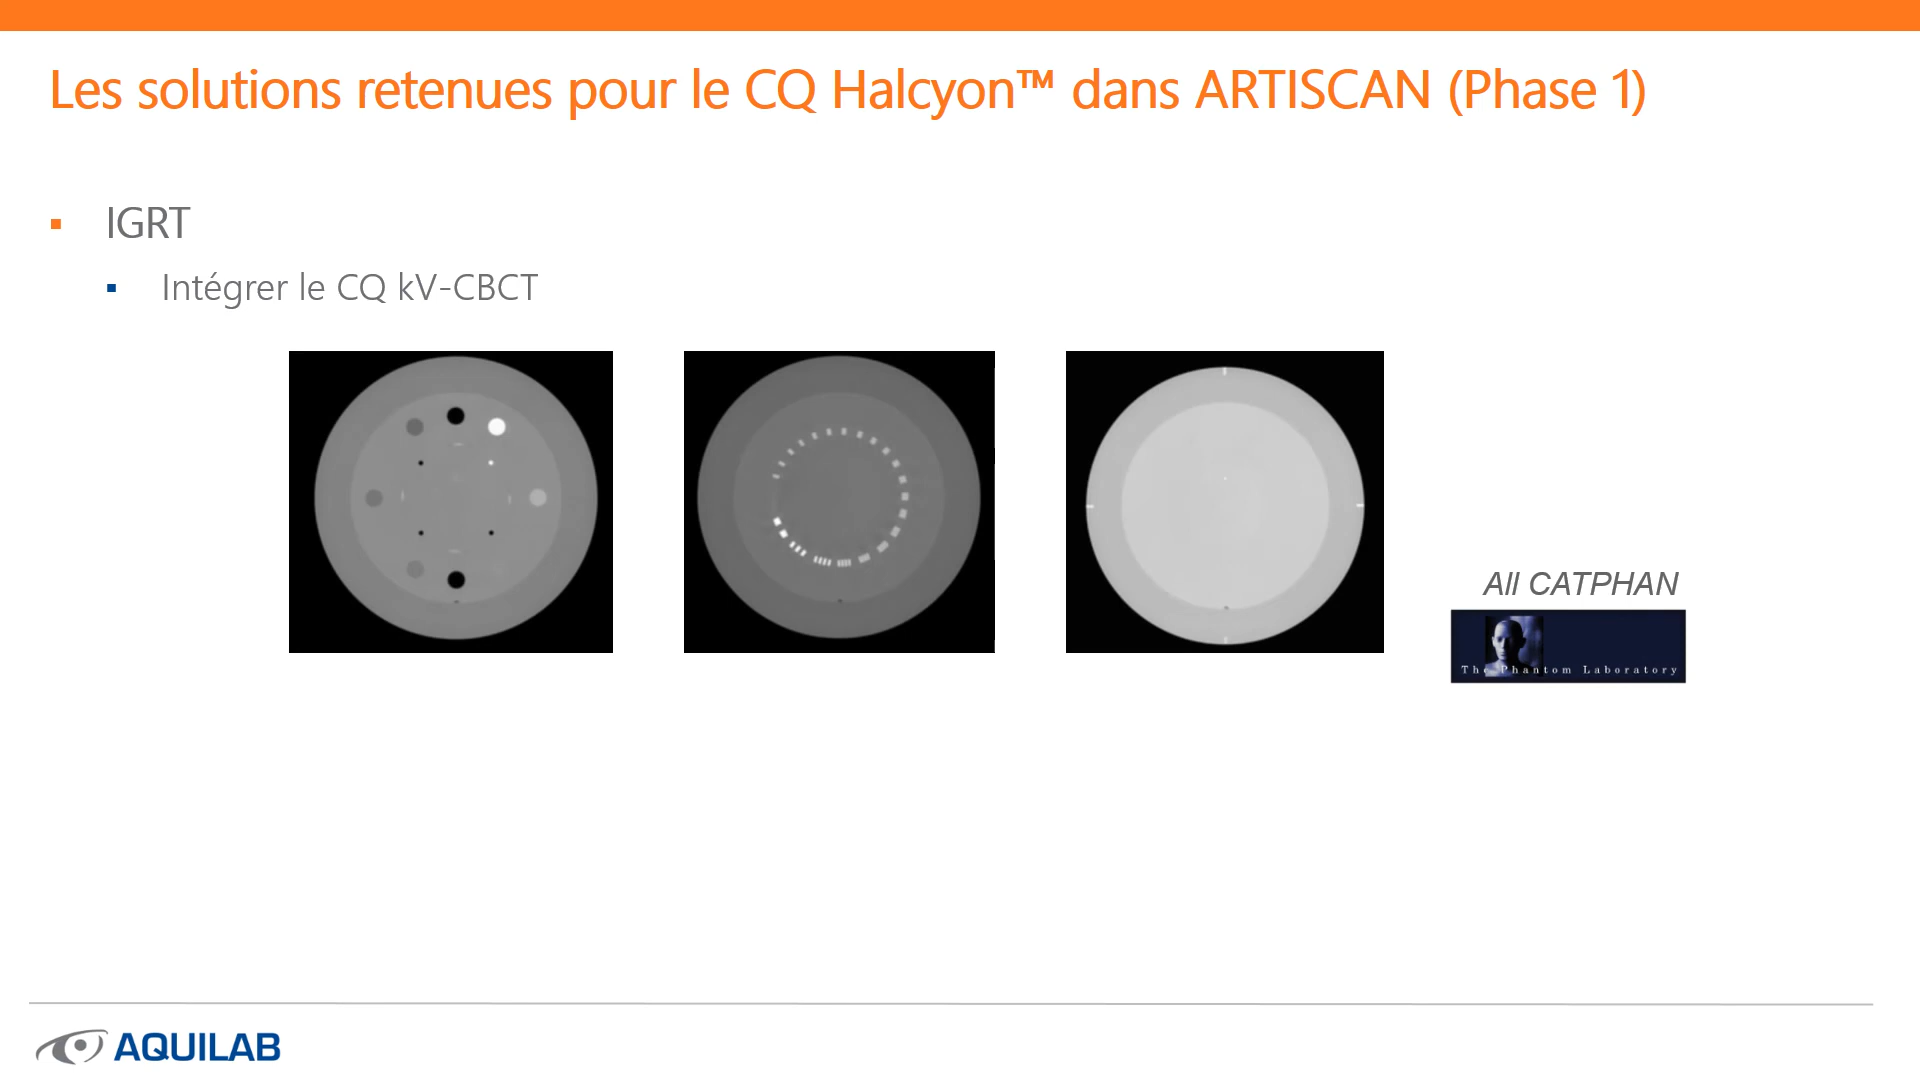 Les solutions retenues pour le CQ Halcyon™ dans ARTISCAN (Phase 1)
IGRT
Intégrer le CQ kV-CBCT
All CATPHAN
The Phantom Laboratory
AQUILAB